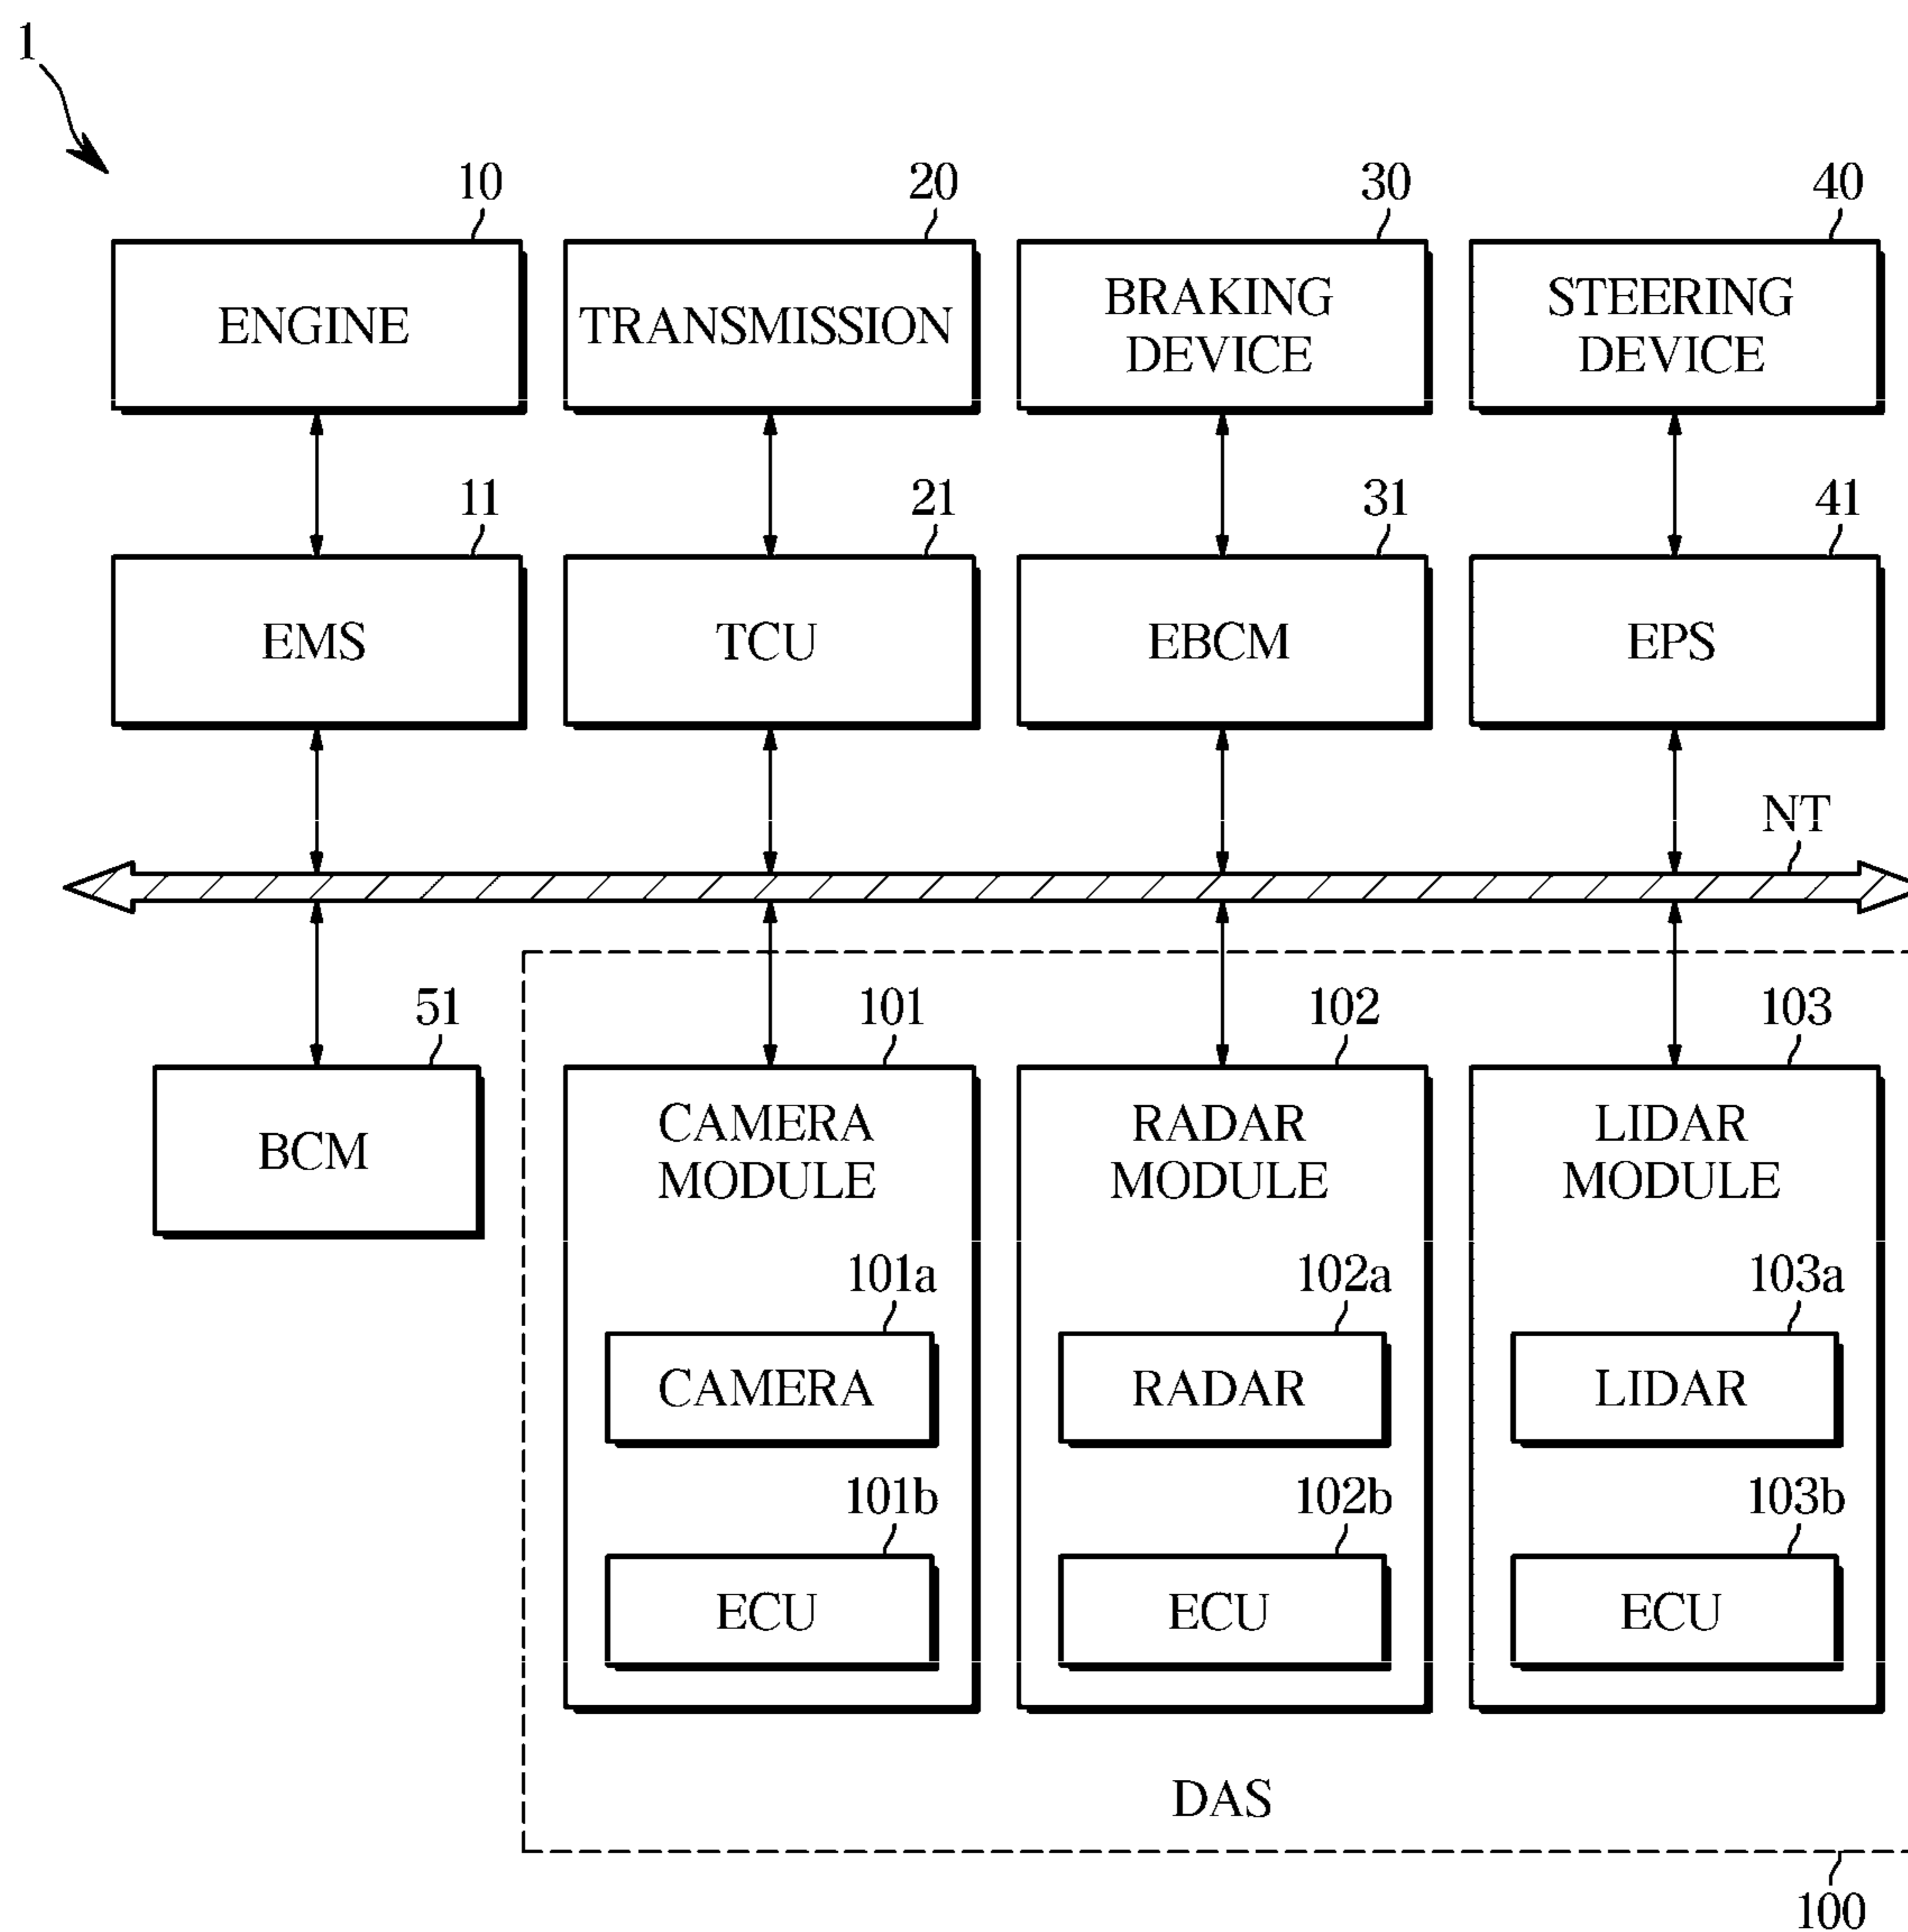 1
10
20
30
40
ENGINE
TRANSMISSION
BRAKING
DEVICE
STEERING
DEVICE
11
21
31
41
EMS
TCU
EBCM
EPS
NT
51
101
102
103
BCM
CAMERA
MODULE
RADAR
MODULE
LIDAR
MODULE
101a
102a
103a
CAMERA
RADAR
LIDAR
101b
102b
103b
ECU
ECU
ECU
DAS
100